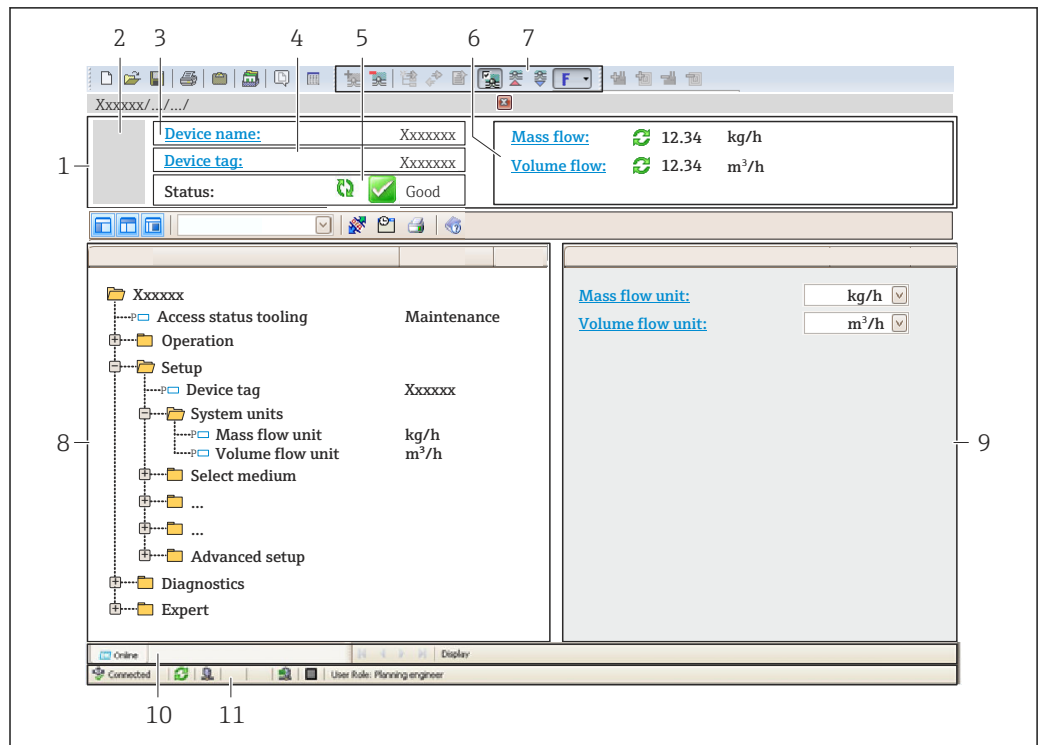 2 3 4 5 6 7
F
Xxxxxx/.../.../
1
Device name: Xxxxxxx
Device tag: Xxxxxxx
Status: Good
Mass flow: 12.34 kg/h
Volume flow: 12.34 m³/h
Xxxxxx
P Access status tooling Maintenance
Operation
Setup
P Device tag Xxxxxx
System units
P Mass flow unit kg/h
P Volume flow unit m³/h
Select medium
...
...
Advanced setup
Diagnostics
Expert
Mass flow unit: kg/h
Volume flow unit: m³/h
8
9
Online Display
Connected User Role: Planning engineer
10 11